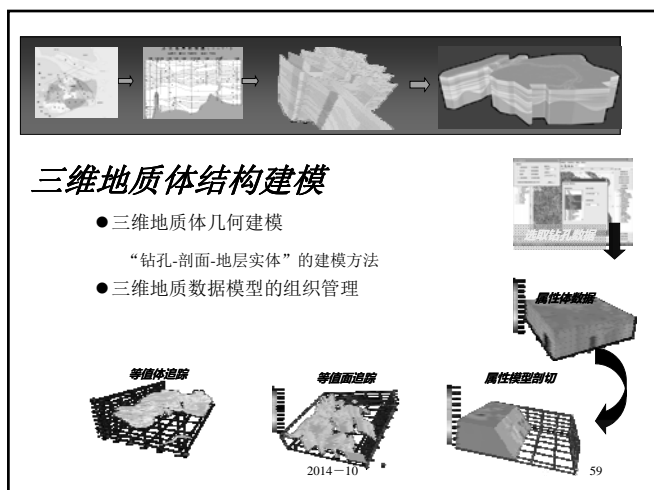 三维地质体结构建模
●三维地质体几何建模
“钻孔-剖面-地层实体”的建模方法
●三维地质数据模型的组织管理
选取钻孔数据
属性体数据
等值体追踪
等值面追踪
属性模型剖切
2014－10
59